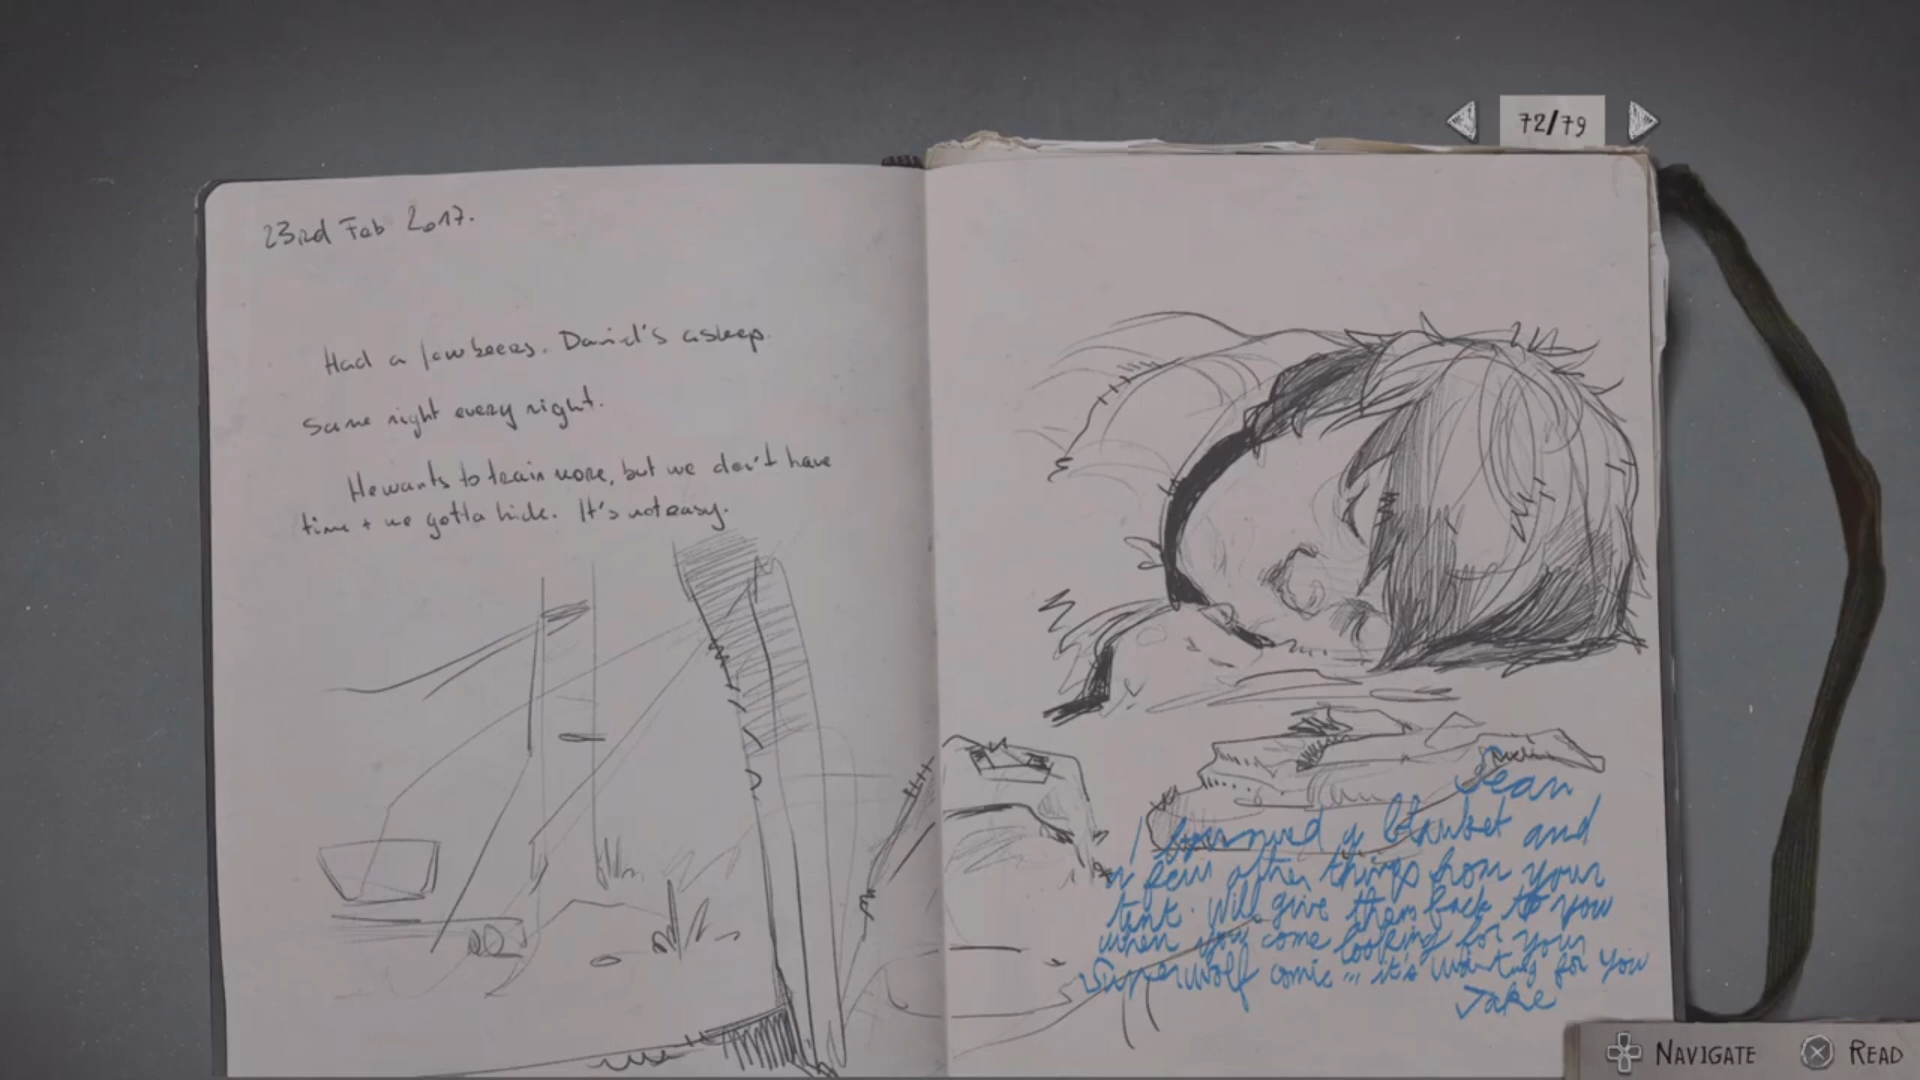 72/79
23rd Feb 2017.
Had a few beers. Daniel's asleep.
Same night every night.
He wants to train more, but we don't have
time + we gotta hide. It's not easy.
Sean
I borrowed a blanket and
a few other things from your
tent. Will give them back to you
when you come looking for your
Superwolf comic... it's waiting for you
Jake
NAVIGATE
READ